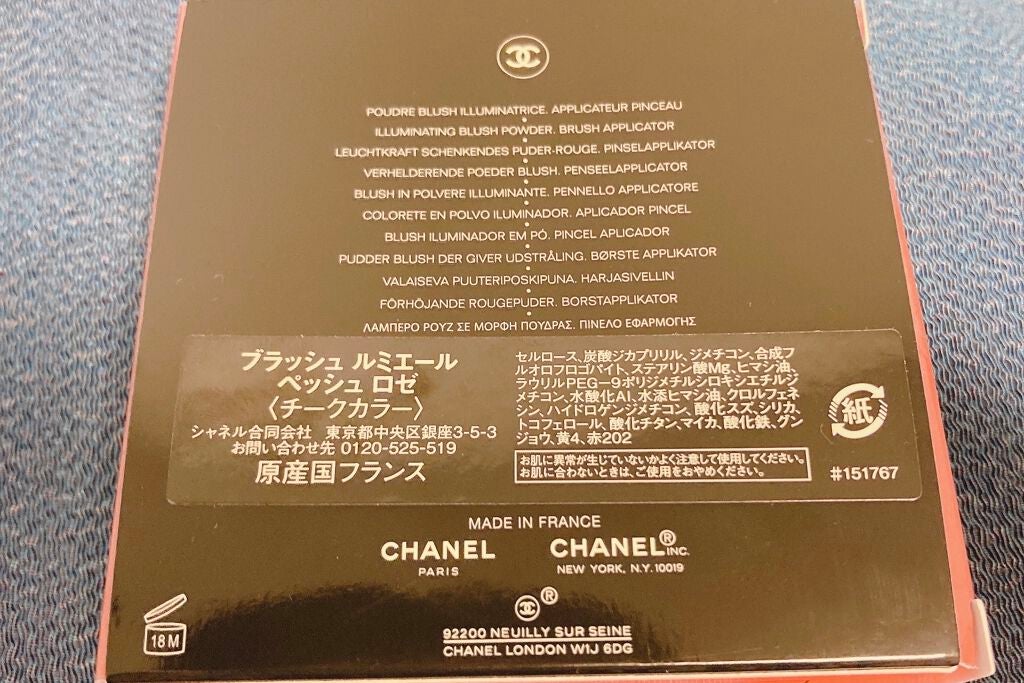 POUDRE BLUSH ILLUMINATRICE. APPLICATEUR PINCEAU
ILLUMINATING BLUSH POWDER. BRUSH APPLICATOR
LEUCHTKRAFT SCHENKENDES PUDER-ROUGE. PINSELAPPLIKATOR
VERHELDERENDE POEDER BLUSH. PENSEELAPPLICATOR
BLUSH IN POLVERE ILLUMINANTE. PENNELLO APPLICATORE
COLORETE EN POLVO ILUMINADOR. APLICADOR PINCEL
BLUSH ILUMINADOR EM PÓ. PINCEL APLICADOR
PUDDER BLUSH DER GIVER UDSTRÅLING. BØRSTE APPLIKATOR
VALAISEVA PUUTERIPOSKIPUNA. HARJASIVELLIN
FÖRHÖJANDE ROUGEPUDER. BORSTAPPLIKATOR
ΛΑΜΠΕΡΟ ΡΟΥΖ ΣΕ ΜΟΡΦΗ ΠΟΥΔΡΑΣ. ΠΙΝΕΛΟ ΕΦΑΡΜΟΓΗΣ
ブラッシュ ルミエール
ペッシュ ロゼ
〈チークカラー〉
シャネル合同会社 東京都中央区銀座3-5-3
お問い合わせ先 0120-525-519
原産国フランス
セルロース、炭酸ジカプリリル、ジメチコン、合成フ
ルオロフロゴパイト、ステアリン酸Mg、ヒマシ油、
ラウリルPEG-9ポリジメチルシロキシエチルジ
メチコン、水酸化Al、水添ヒマシ油、クロルフェネ
シン、ハイドロゲンジメチコン、酸化スズ、シリカ、
トコフェロール、酸化チタン、マイカ、酸化鉄、グン
ジョウ、黄4、赤202
お肌に異常が生じていないかよく注意して使用してください。
お肌に合わないときは、ご使用をおやめください。
紙
#151767
MADE IN FRANCE
CHANEL
PARIS
CHANEL® INC.
NEW YORK, N.Y. 10019
®
92200 NEUILLY SUR SEINE
CHANEL LONDON W1J 6DG
18 M